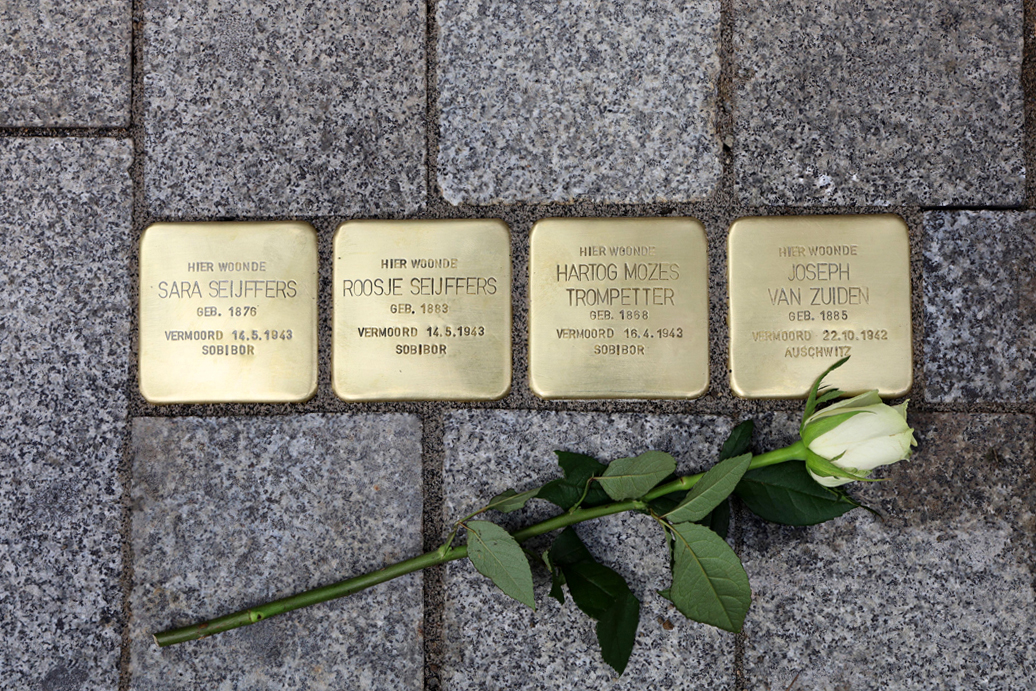 HIER WOONDE
SARA SEIJFFERS
GEB. 1876
VERMOORD 14.5.1943
SOBIBOR
HIER WOONDE
ROOSJE SEIJFFERS
GEB. 1883
VERMOORD 14.5.1943
SOBIBOR
HIER WOONDE
HARTOG MOZES
TROMPETTER
GEB. 1868
VERMOORD 16.4.1943
SOBIBOR
HIER WOONDE
JOSEPH
VAN ZUIDEN
GEB. 1885
VERMOORD 22.10.1942
AUSCHWITZ